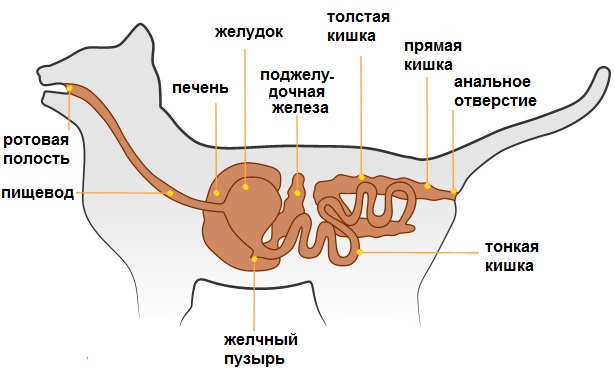 желудок
толстая
кишка
прямая
кишка
печень
поджелу-
дочная
железа
анальное
отверстие
ротовая
полость
пищевод
тонкая
кишка
желчный
пузырь